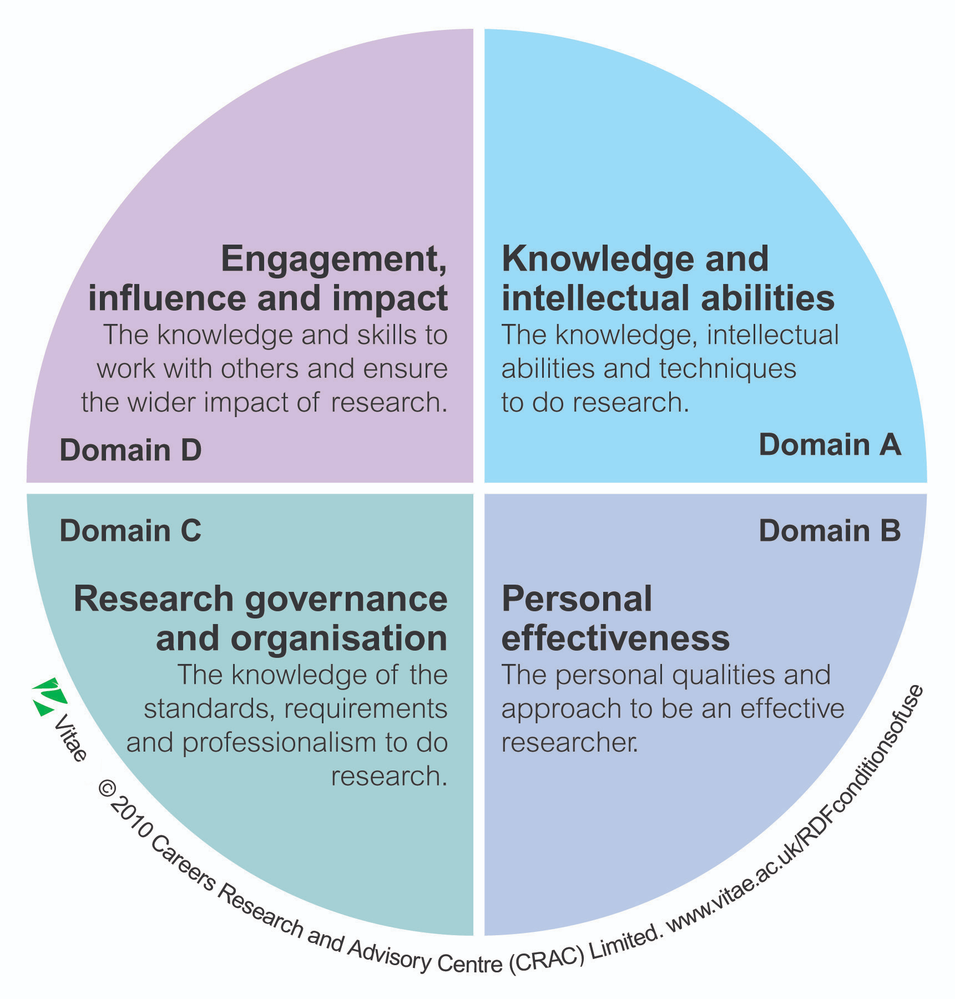 Engagement,
influence and impact
The knowledge and skills to
work with others and ensure
the wider impact of research.
Domain D
Knowledge and
intellectual abilities
The knowledge, intellectual
abilities and techniques
to do research.
Domain A
Domain C
Research governance
and organisation
The knowledge of the
standards, requirements
and professionalism to do
research.
Domain B
Personal
effectiveness
The personal qualities and
approach to be an effective
researcher.
Vitae © 2010 Careers Research and Advisory Centre (CRAC) Limited. www.vitae.ac.uk/RDFconditionsofuse